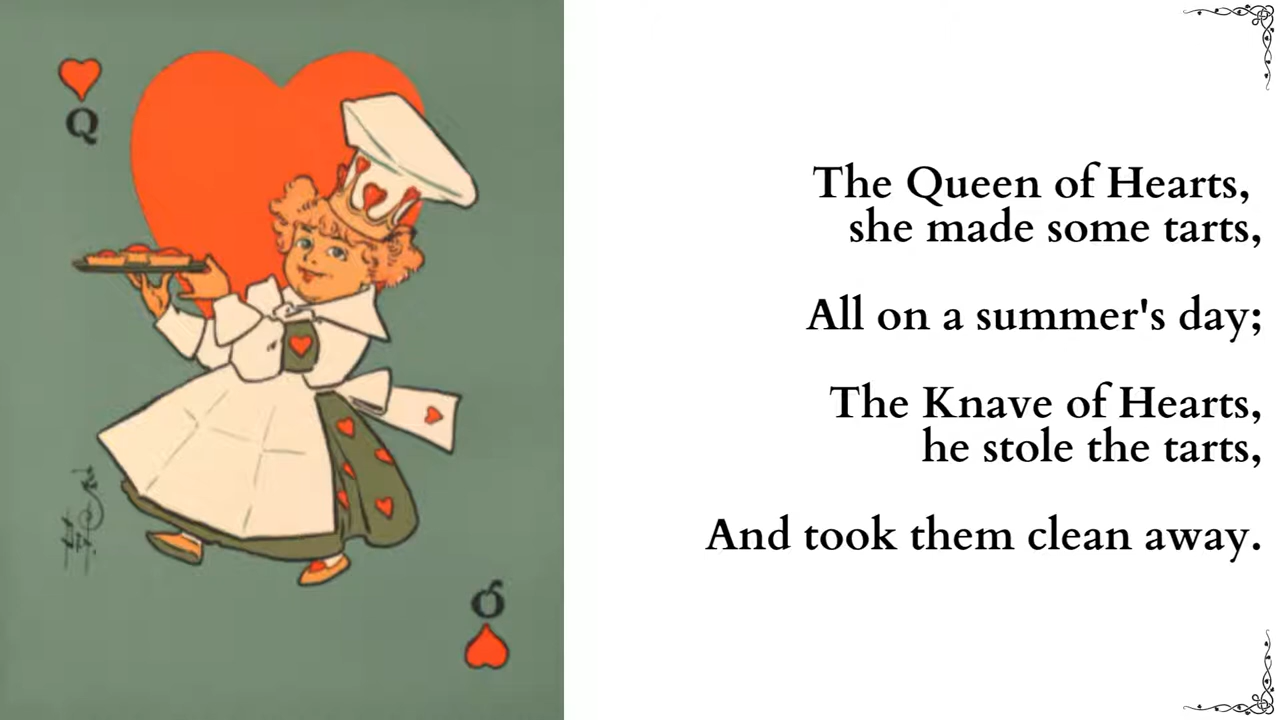 Q
The Queen of Hearts,
she made some tarts,
All on a summer's day;
The Knave of Hearts,
he stole the tarts,
And took them clean away.
Q